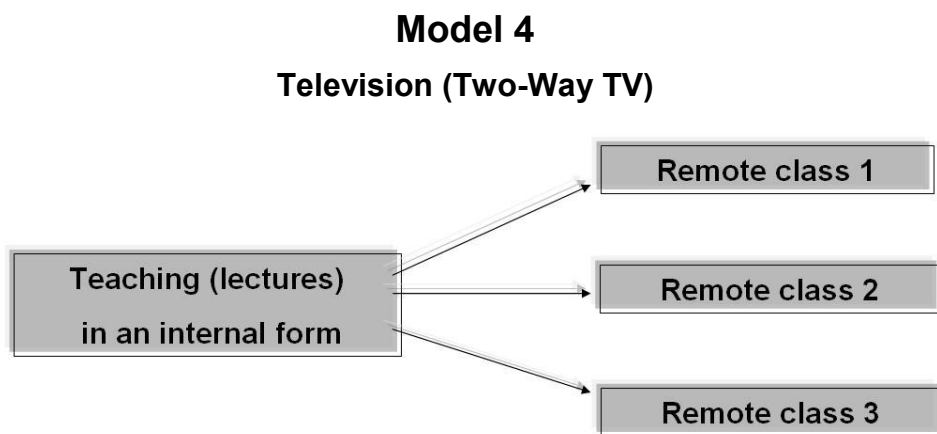 Model 4
Television (Two-Way TV)
Remote class 1
Teaching (lectures)
in an internal form
Remote class 2
Remote class 3